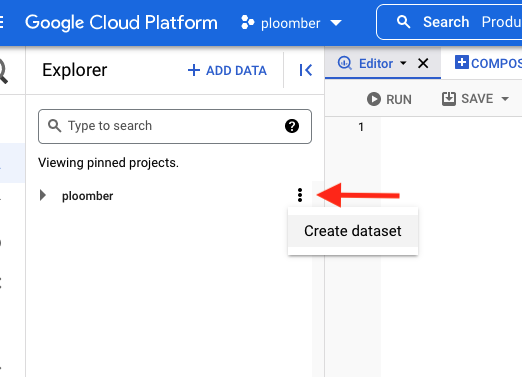 Google Cloud Platform
ploomber
Search Produ
Explorer
+ ADD DATA
Editor
COMPOS
RUN
SAVE
Type to search
1
Viewing pinned projects.
ploomber
Create dataset